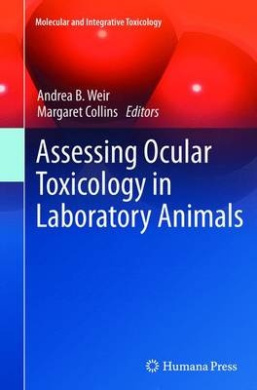 Molecular and Integrative Toxicology
Andrea B. Weir
Margaret Collins Editors
Assessing Ocular
Toxicology in
Laboratory Animals
Humana Press